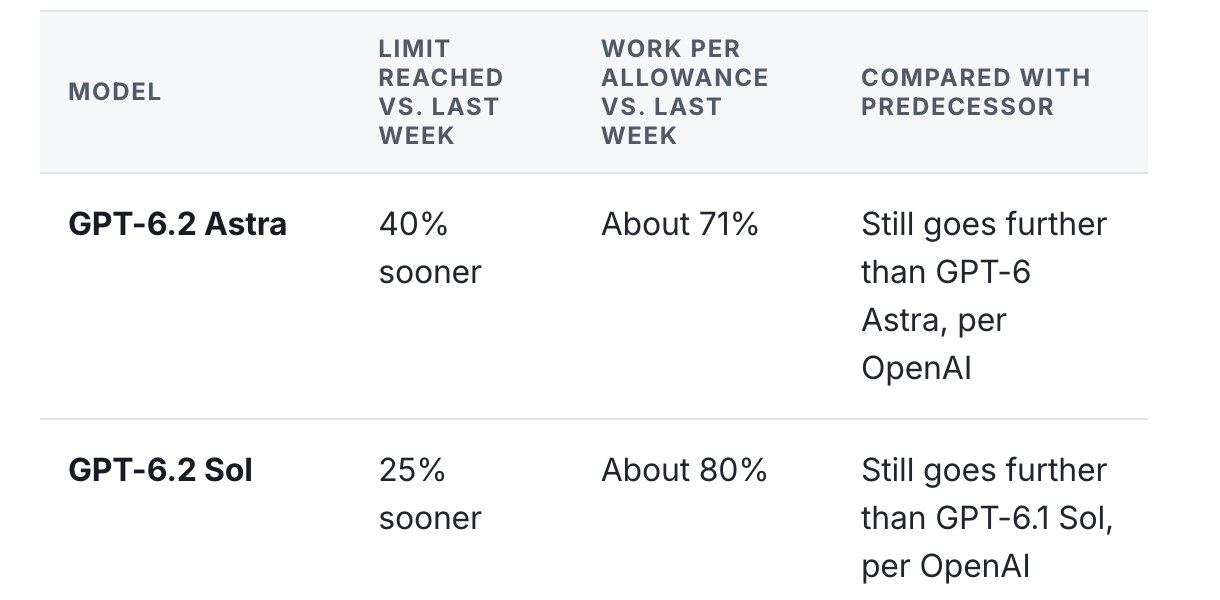 MODEL
LIMIT
REACHED
VS. LAST
WEEK
WORK PER
ALLOWANCE
VS. LAST
WEEK
COMPARED WITH
PREDECESSOR
GPT-6.2 Astra
40%
sooner
About 71%
Still goes further
than GPT-6
Astra, per
OpenAI
GPT-6.2 Sol
25%
sooner
About 80%
Still goes further
than GPT-6.1 Sol,
per OpenAI